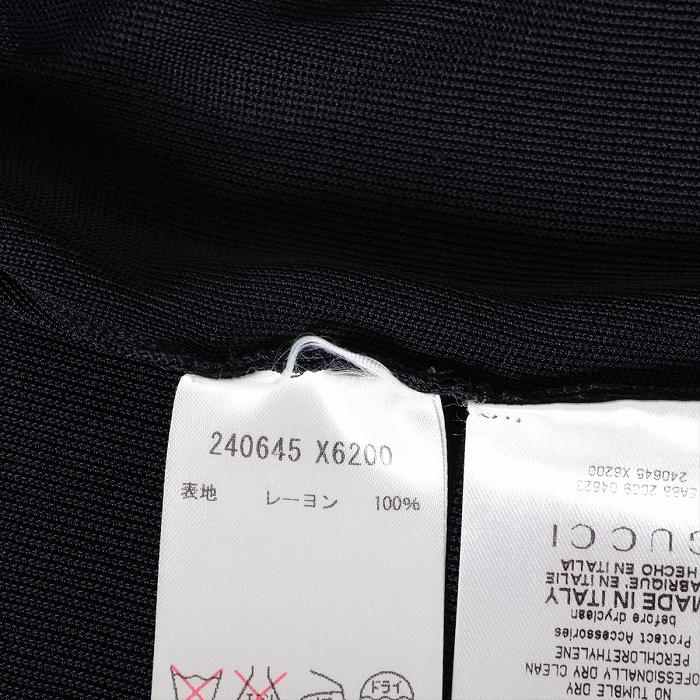 240645 X6200
表地 レーヨン 100%
ドライ
240645 X6200
GUCCI
HECHO EN ITALIA
FABRIQUÉ EN ITALIE
MADE IN ITALY
before dryclean
Protect Accessories
PERCHLORETHYLENE
DRY CLEAN
NO TUMBLE DRY